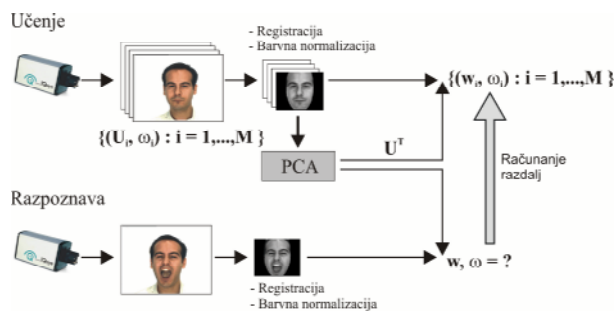 Učenje
- Registracija
- Barvna normalizacija
{(Uᵢ, ωᵢ) : i = 1,...,M }
{(wᵢ, ωᵢ) : i = 1,...,M }
PCA
Uᵀ
Računanje
razdalj
Razpoznava
- Registracija
- Barvna normalizacija
w, ω = ?